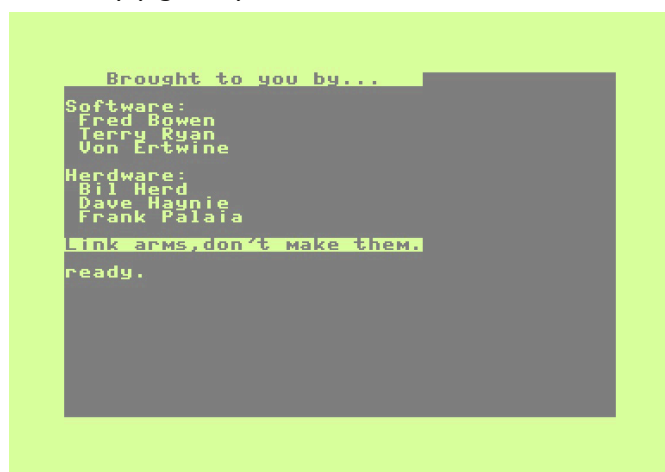 Brought to you by...
Software:
Fred Bowen
Terry Ryan
Von Ertwine
Herdware:
Bil Herd
Dave Haynie
Frank Palaia
Link arms,don't make them.
ready.